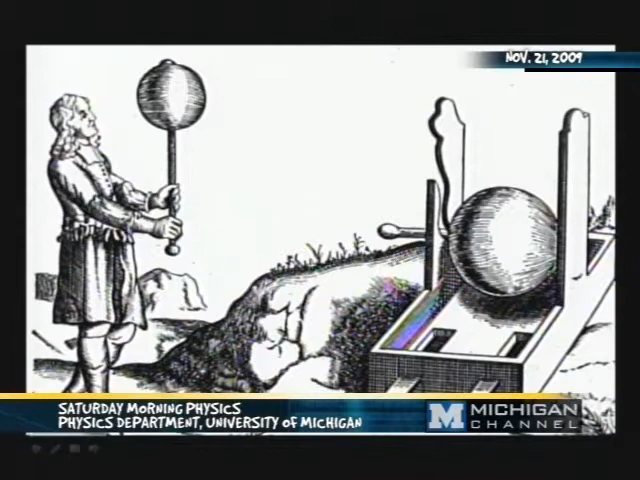 NOV. 21, 2009
SATURDAY MORNING PHYSICS
PHYSICS DEPARTMENT, UNIVERSITY OF MICHIGAN
M MICHIGAN
CHANNEL